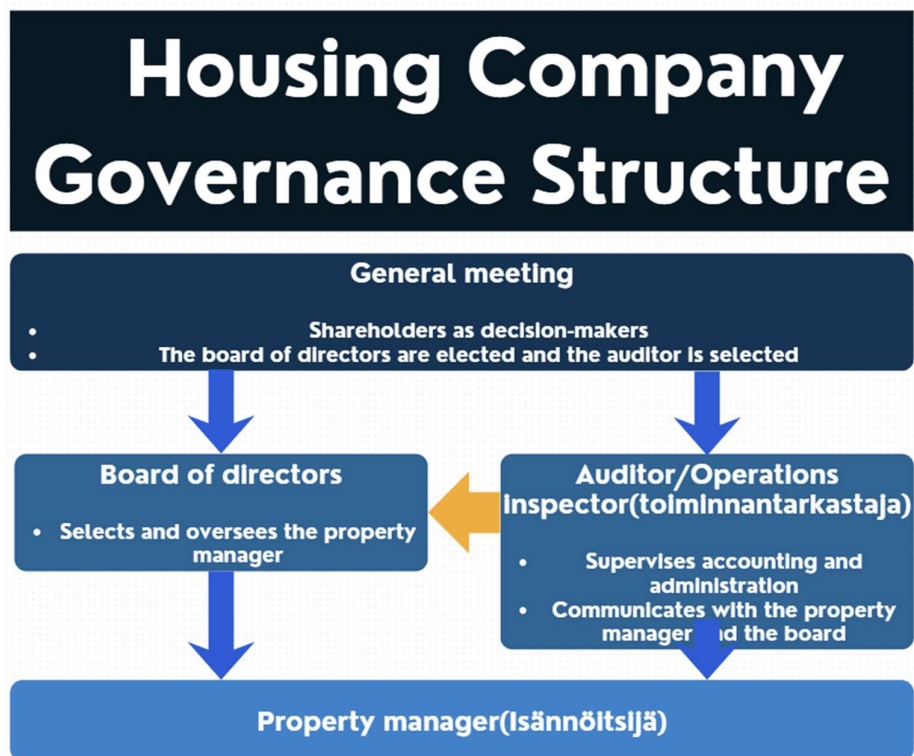 Housing Company
Governance Structure
General meeting
• Shareholders as decision-makers
• The board of directors are elected and the auditor is selected
Board of directors
• Selects and oversees the property
manager
Auditor/Operations
inspector(toiminnantarkastaja)
• Supervises accounting and
administration
• Communicates with the property
manager and the board
Property manager(Isännöitsijä)